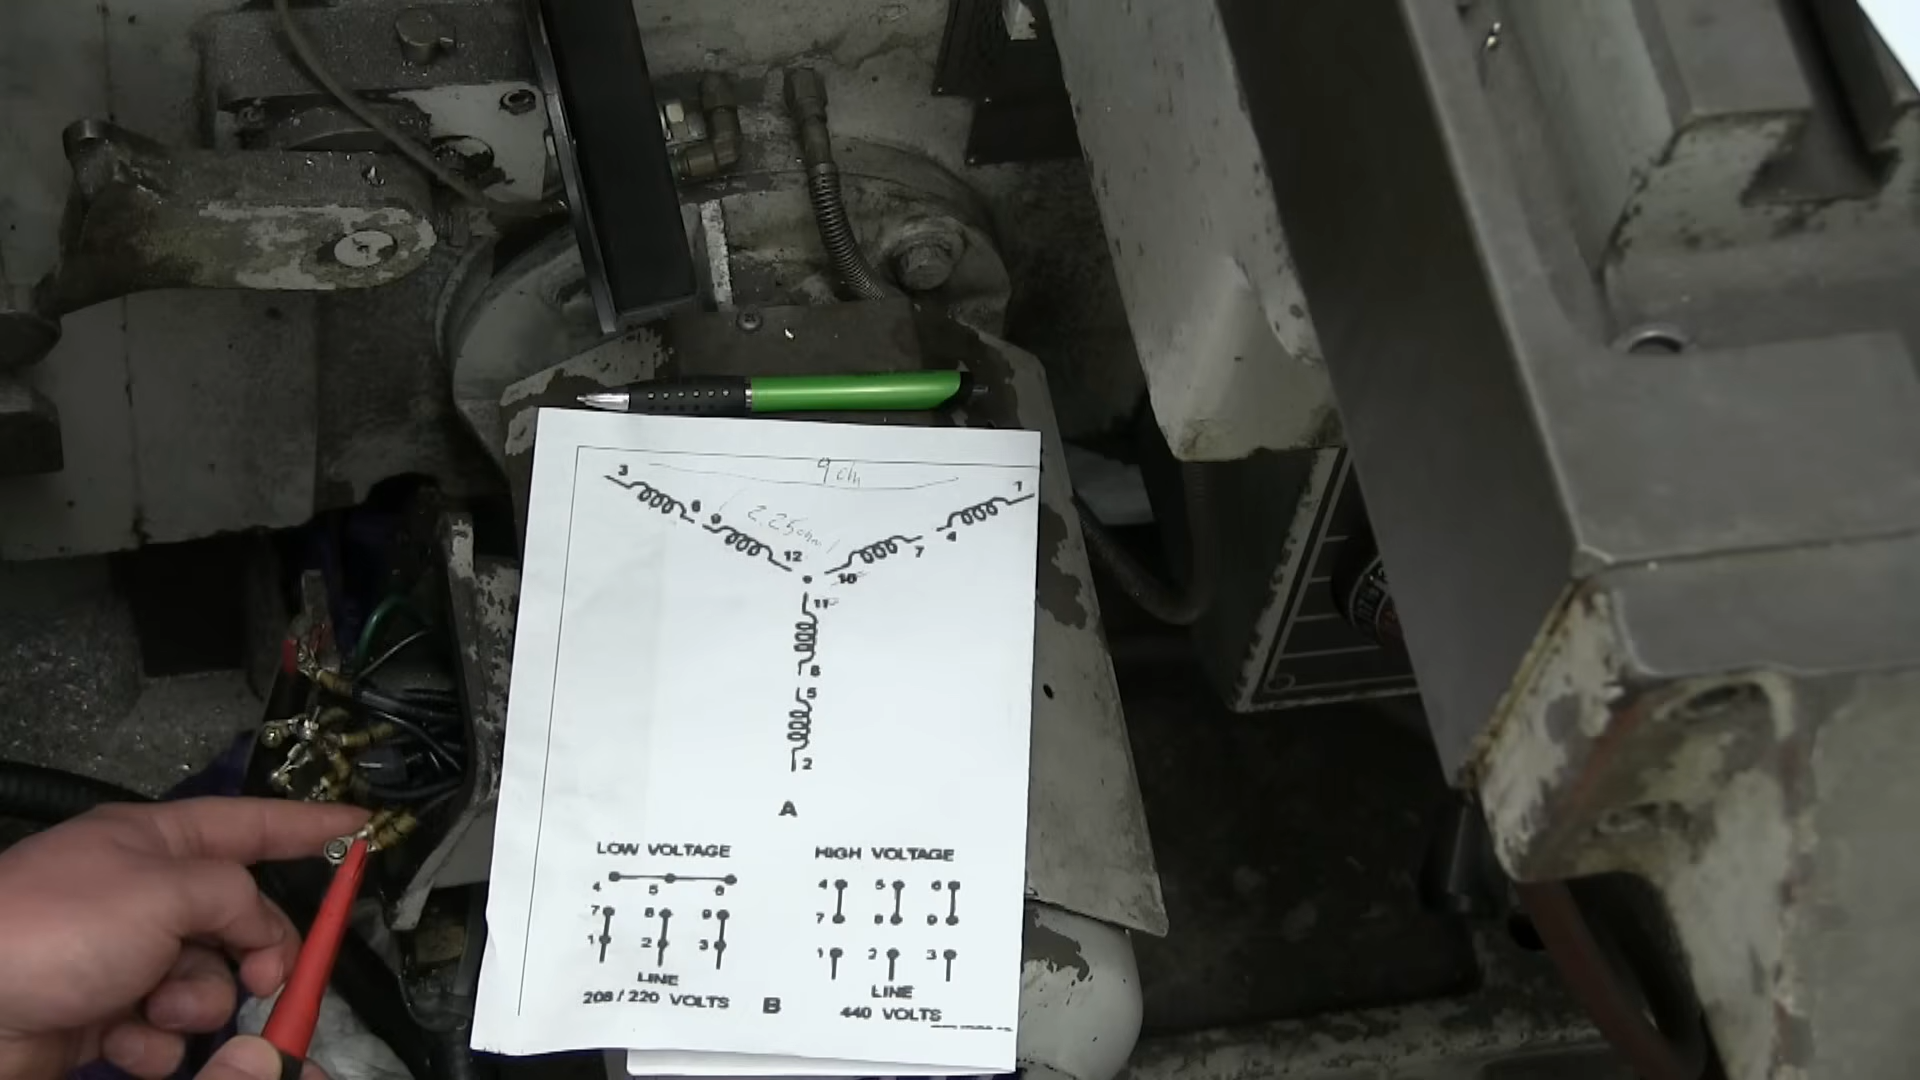 9 ohm
3
1
6 9
2.25 ohm
4
7
12
10
11
8
5
2
A
LOW VOLTAGE
HIGH VOLTAGE
4 5 6
4 5 6
7 8 9
7 8 9
1 2 3
1 2 3
LINE
LINE
208/220 VOLTS
B
440 VOLTS